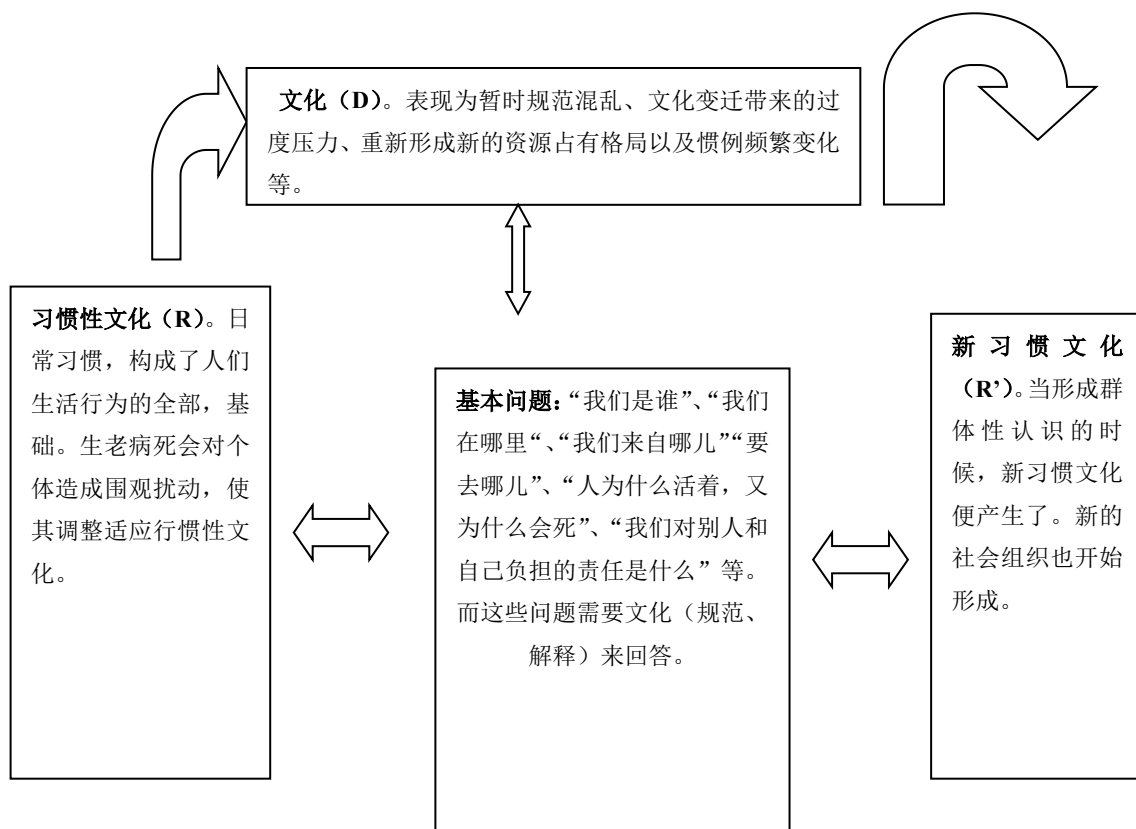 文化（D）。表现为暂时规范混乱、文化变迁带来的过
度压力、重新形成新的资源占有格局以及惯例频繁变化
等。
习惯性文化（R）。日
常习惯，构成了人们
生活行为的全部，基
础。生老病死会对个
体造成围观扰动，使
其调整适应行惯性文
化。
基本问题：“我们是谁”、“我们
在哪里“、“我们来自哪儿”“要
去哪儿”、“人为什么活着，又
为什么会死”、“我们对别人和
自己负担的责任是什么”等。
而这些问题需要文化（规范、
解释）来回答。
新习惯文化
（R’）。当形成群
体性认识的时
候，新习惯文化
便产生了。新的
社会组织也开始
形成。